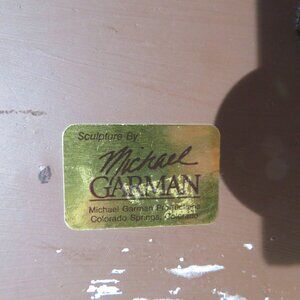 Sculpture By
Michael
GARMAN
Michael Garman Productions
Colorado Springs, Colorado